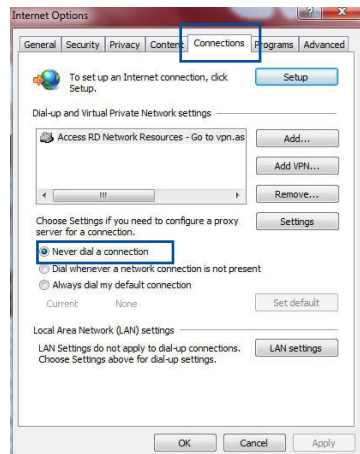 Internet Options
General Security Privacy Content Connections Programs Advanced
To set up an Internet connection, click
Setup.
Setup
Dial-up and Virtual Private Network settings
Access RD Network Resources - Go to vpn.as
Add...
Add VPN...
Remove...
Choose Settings if you need to configure a proxy
server for a connection.
Settings
Never dial a connection
Dial whenever a network connection is not present
Always dial my default connection
Current None
Set default
Local Area Network (LAN) settings
LAN Settings do not apply to dial-up connections.
Choose Settings above for dial-up settings.
LAN settings
OK Cancel Apply